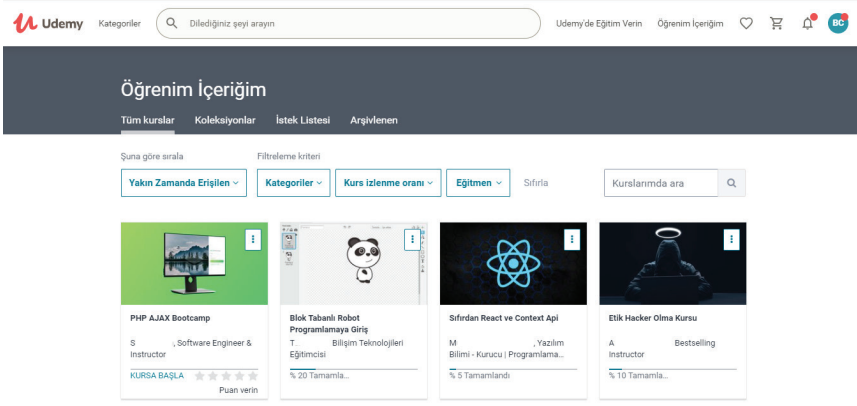 Udemy
Kategoriler
Dilediğiniz şeyi arayın
Udemy'de Eğitim Verin
Öğrenim İçeriğim
BC
Öğrenim İçeriğim
Tüm kurslar
Koleksiyonlar
İstek Listesi
Arşivlenen
Şuna göre sırala
Filtreleme kriteri
Yakın Zamanda Erişilen
Kategoriler
Kurs izlenme oranı
Eğitmen
Sıfırla
Kurslarımda ara
PHP AJAX Bootcamp
S , Software Engineer &
Instructor
KURSA BAŞLA
Puan verin
Blok Tabanlı Robot
Programlamaya Giriş
T. Bilişim Teknolojileri
Eğitimcisi
% 20 Tamamla...
Sıfırdan React ve Context Api
M , Yazılım
Bilimi - Kurucu | Programlama...
% 5 Tamamlandı
Etik Hacker Olma Kursu
A Bestselling
Instructor
% 10 Tamamla...